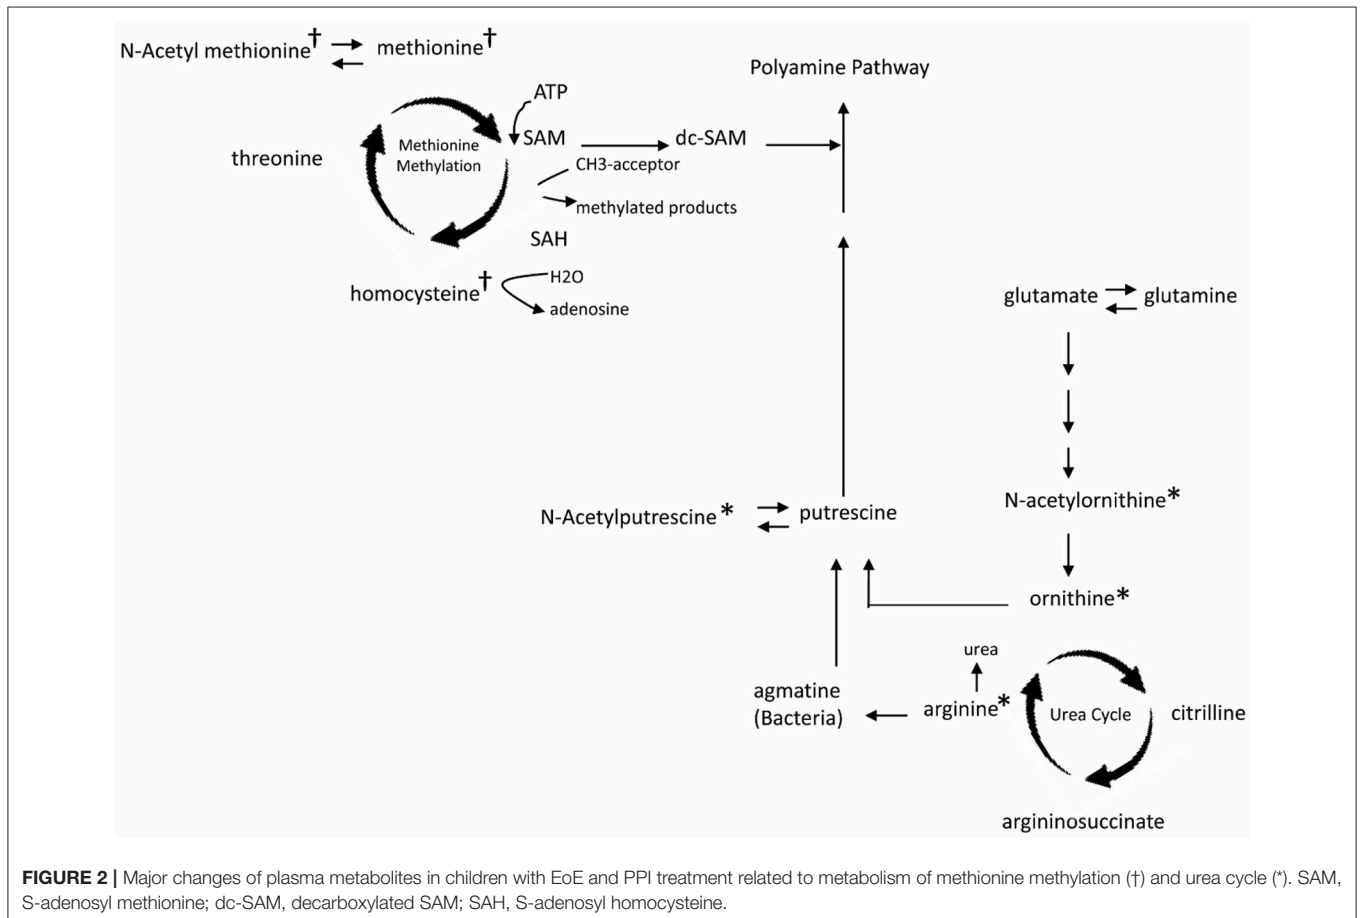 N-Acetyl methionine† methionine†
Polyamine Pathway
ATP
SAM dc-SAM
Methionine
Methylation
threonine
CH3-acceptor
methylated products
SAH
H2O
homocysteine†
adenosine
glutamate glutamine
N-acetylornithine*
N-Acetylputrescine* putrescine
ornithine*
urea
agmatine
(Bacteria)
arginine*
Urea Cycle
citrilline
argininosuccinate
FIGURE 2 | Major changes of plasma metabolites in children with EoE and PPI treatment related to metabolism of methionine methylation (†) and urea cycle (*). SAM,
S-adenosyl methionine; dc-SAM, decarboxylated SAM; SAH, S-adenosyl homocysteine.